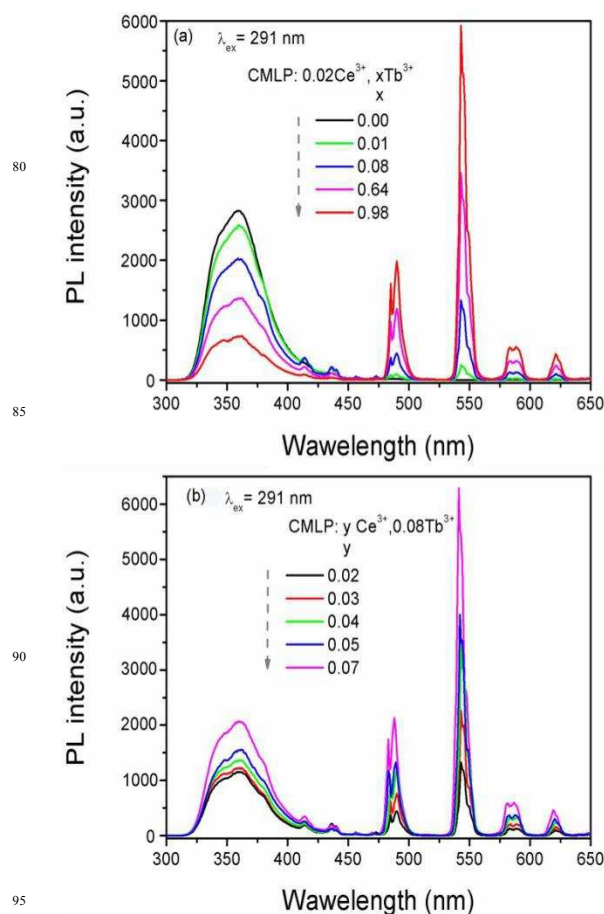 (a) λex = 291 nm
CMLP: 0.02Ce³⁺, xTb³⁺
x
0.00
0.01
0.08
0.64
0.98
PL intensity (a.u.)
6000
5000
4000
3000
2000
1000
0
300 350 400 450 500 550 600 650
Wawelength (nm)
80
85
(b) λex = 291 nm
CMLP: y Ce³⁺,0.08Tb³⁺
y
0.02
0.03
0.04
0.05
0.07
PL intensity (a.u.)
6000
5000
4000
3000
2000
1000
0
300 350 400 450 500 550 600 650
Wawelength (nm)
90
95